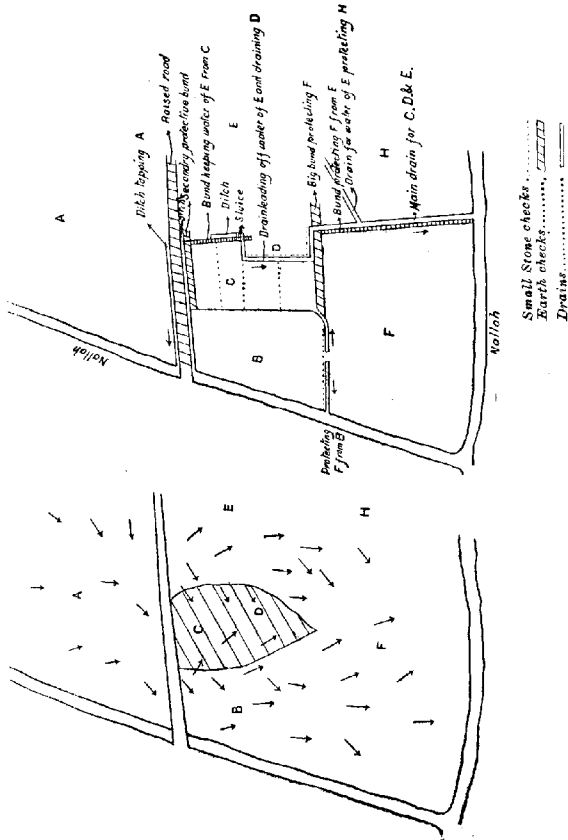 A
Nallah
Ditch tapping A
Raised road
Secondary protective bund
Bund keeping water of E from C
Ditch
Sluice
Drain leading off water of E and draining D
E
Big bund protecting F
Bund protecting F from E
Drain for water of E protecting H
H
Main drain for C.D.& E.
B
C
D
F
Protecting
F from B
Nallah
Small Stone checks.......
Earth checks..........
Drains..............
A
B
C
D
E
F
H